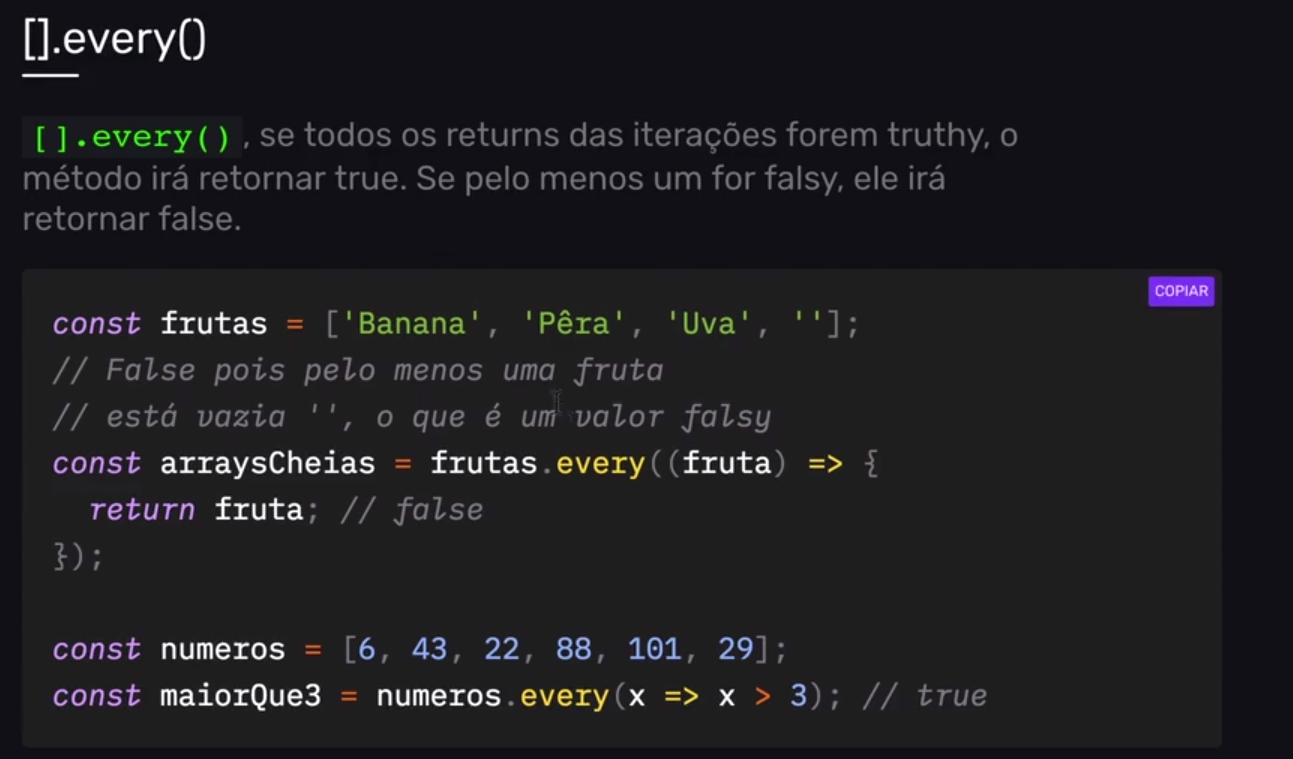 [].every()
[].every(), se todos os returns das iterações forem truthy, o
método irá retornar true. Se pelo menos um for falsy, ele irá
retornar false.
COPIAR
const frutas = ['Banana', 'Pêra', 'Uva', ''];
// False pois pelo menos uma fruta
// está vazia '', o que é um valor falsy
const arraysCheias = frutas.every((fruta) => {
  return fruta; // false
});
const numeros = [6, 43, 22, 88, 101, 29];
const maiorQue3 = numeros.every(x => x > 3); // true